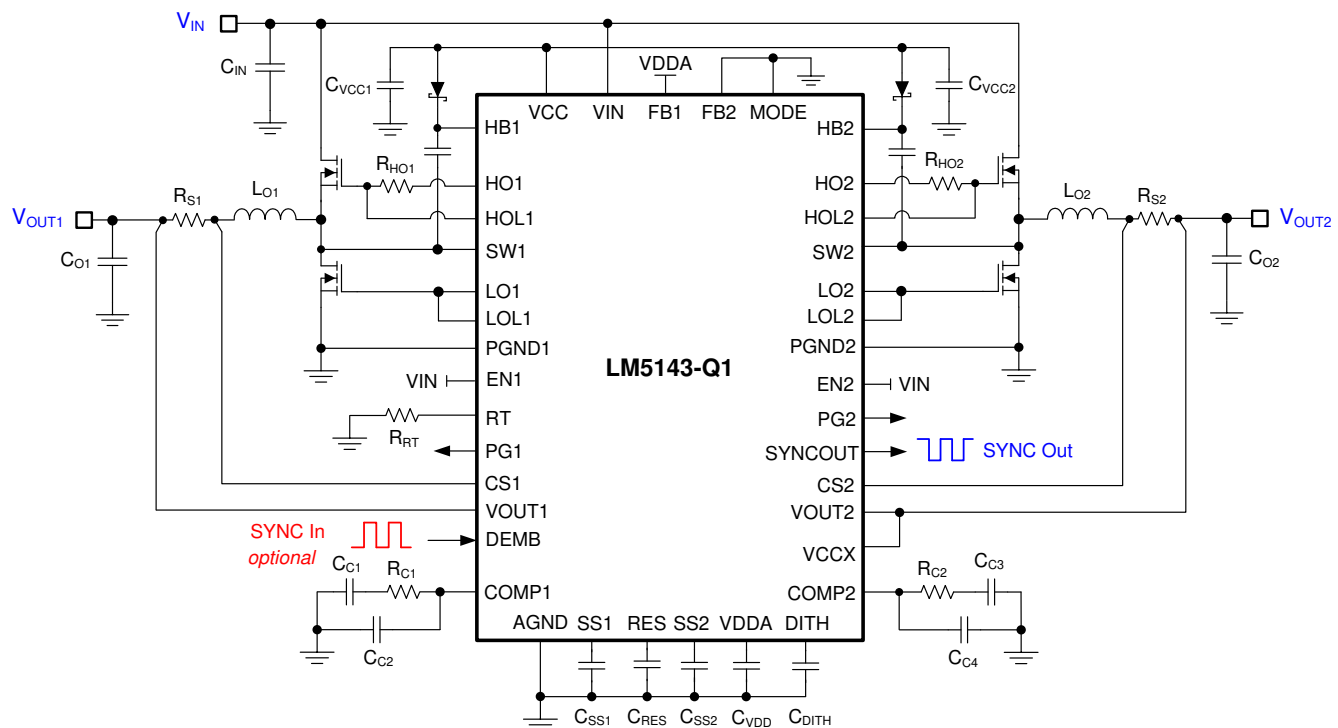 VIN
CIN
CVCC1
VDDA
CVCC2
VCC
VIN
FB1
FB2
MODE
HB1
HB2
RHO1
HO1
HO2
RHO2
RS1
LO1
HOL1
HOL2
LO2
RS2
VOUT1
VOUT2
SW1
SW2
CO1
CO2
LO1
LO2
LOL1
LOL2
PGND1
PGND2
LM5143-Q1
VIN
EN1
EN2
VIN
RT
PG2
RRT
PG1
SYNCOUT
SYNC Out
CS1
CS2
VOUT1
VOUT2
SYNC In
optional
DEMB
VCCX
CC1
RC1
COMP1
COMP2
RC2
CC3
CC2
CC4
AGND
SS1
RES
SS2
VDDA
DITH
CSS1
CRES
CSS2
CVDD
CDITH